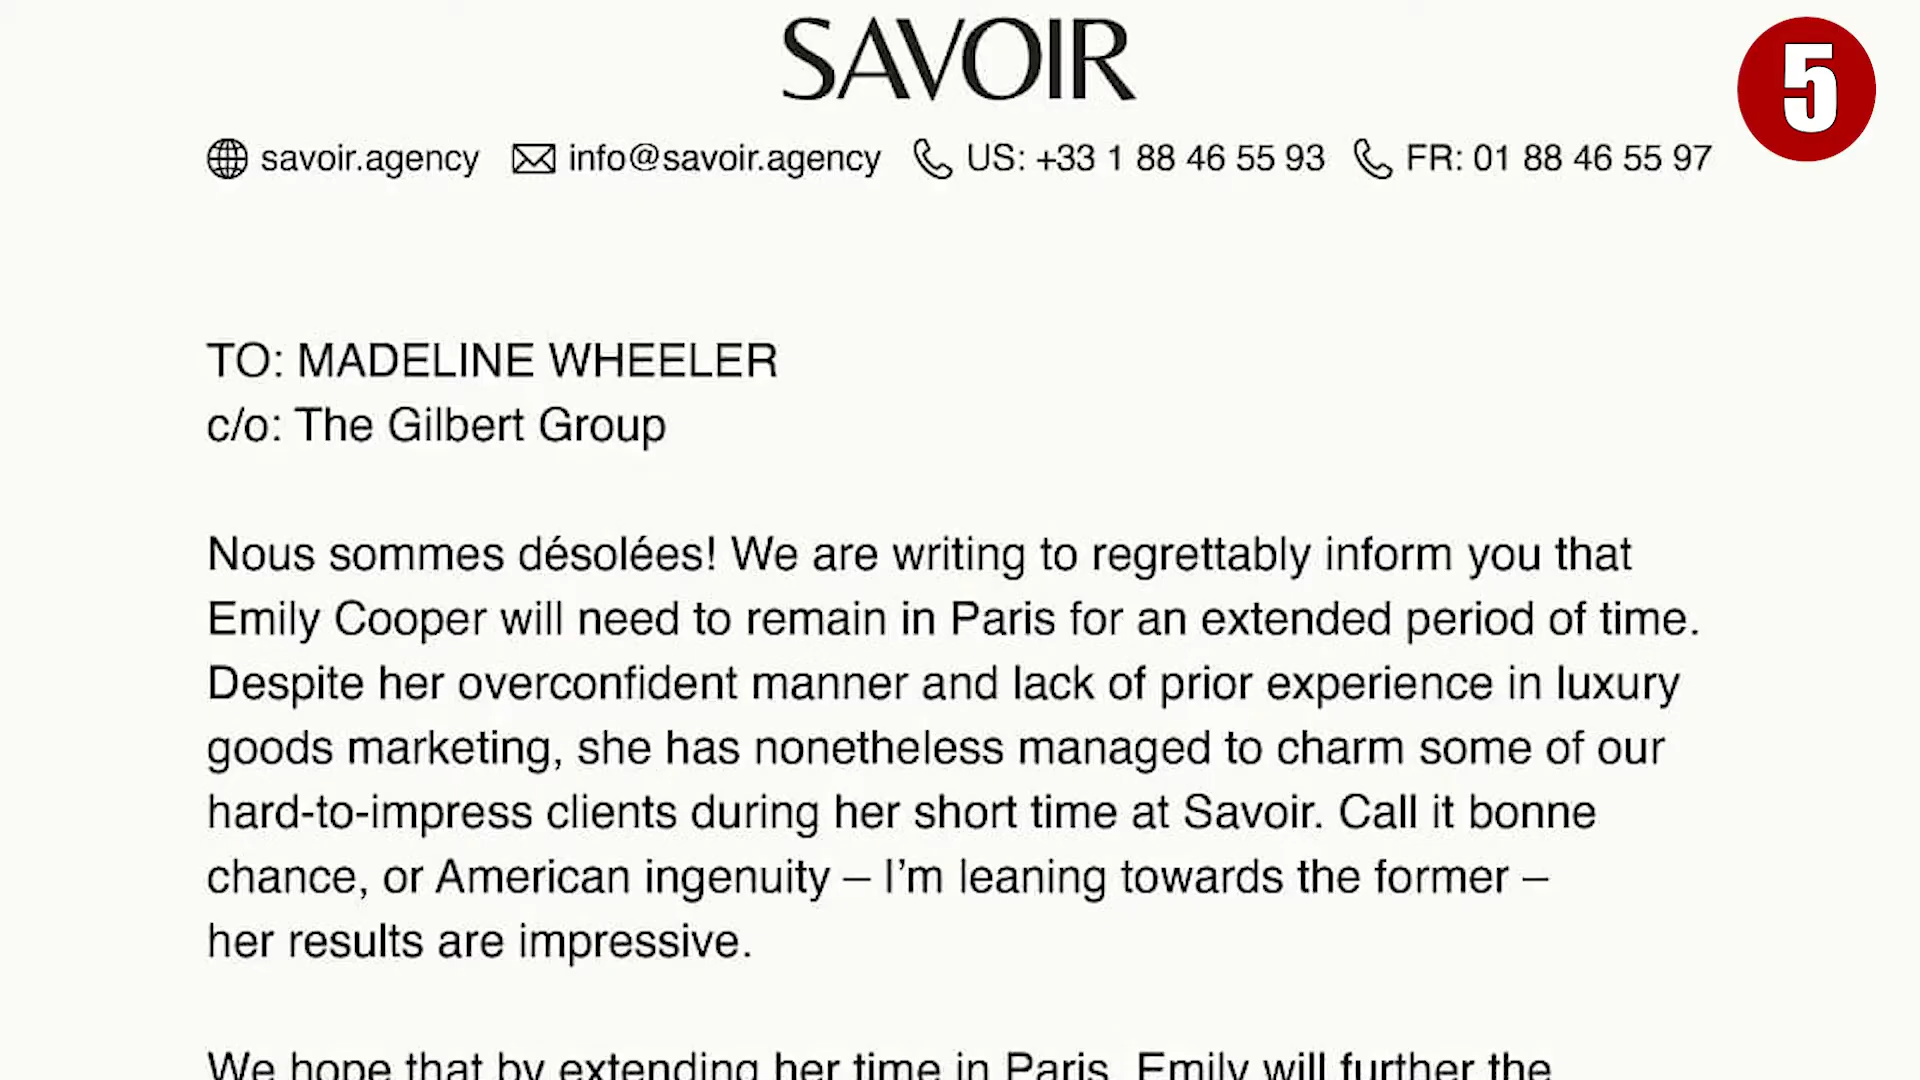 SAVOIR
5
savoir.agency info@savoir.agency US: +33 1 88 46 55 93 FR: 01 88 46 55 97
TO: MADELINE WHEELER
c/o: The Gilbert Group
Nous sommes désolées! We are writing to regrettably inform you that
Emily Cooper will need to remain in Paris for an extended period of time.
Despite her overconfident manner and lack of prior experience in luxury
goods marketing, she has nonetheless managed to charm some of our
hard-to-impress clients during her short time at Savoir. Call it bonne
chance, or American ingenuity – I’m leaning towards the former –
her results are impressive.
We hope that by extending her time in Paris, Emily will further the